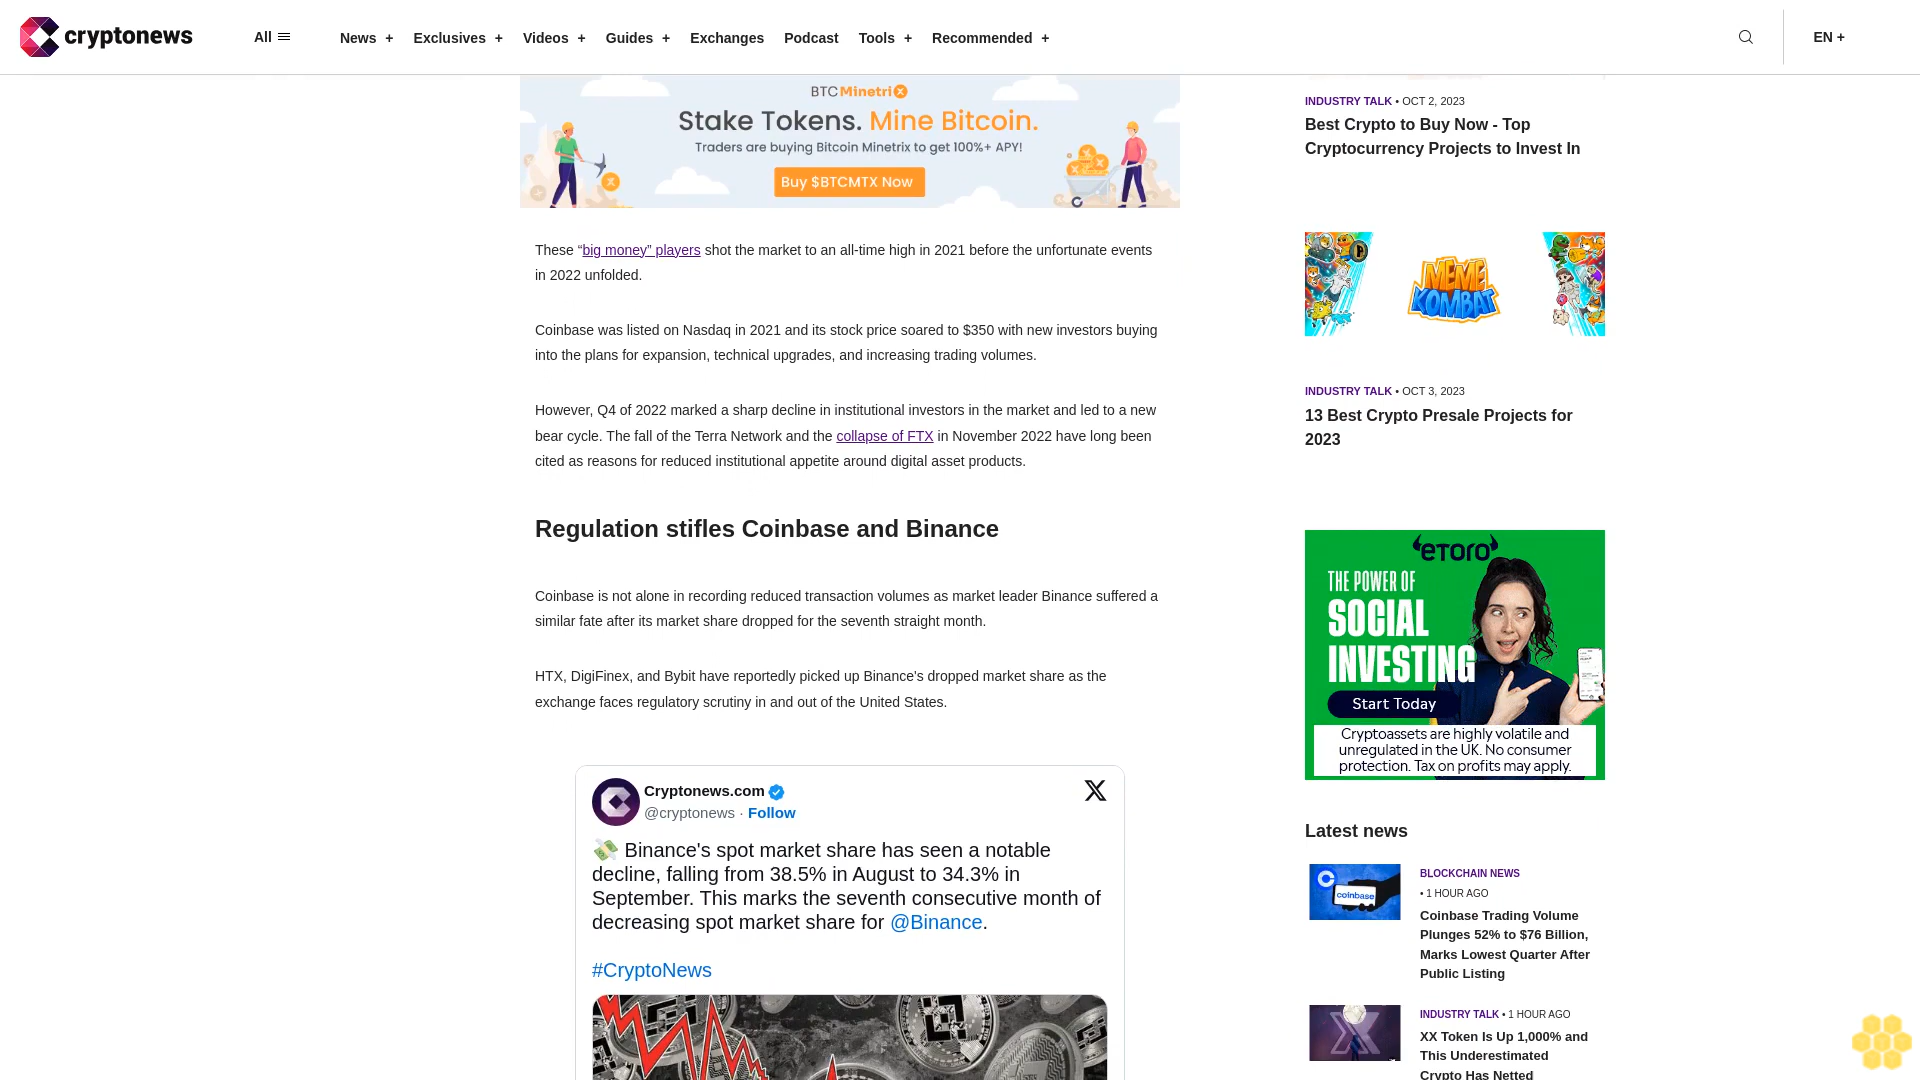 cryptonews
All
News +
Exclusives +
Videos +
Guides +
Exchanges
Podcast
Tools +
Recommended +
EN +
BTC Minetrix
Stake Tokens. Mine Bitcoin.
Traders are buying Bitcoin Minetrix to get 100%+ APY!
Buy $BTCMTX Now
These “big money” players shot the market to an all-time high in 2021 before the unfortunate events
in 2022 unfolded.
Coinbase was listed on Nasdaq in 2021 and its stock price soared to $350 with new investors buying
into the plans for expansion, technical upgrades, and increasing trading volumes.
However, Q4 of 2022 marked a sharp decline in institutional investors in the market and led to a new
bear cycle. The fall of the Terra Network and the collapse of FTX in November 2022 have long been
cited as reasons for reduced institutional appetite around digital asset products.
Regulation stifles Coinbase and Binance
Coinbase is not alone in recording reduced transaction volumes as market leader Binance suffered a
similar fate after its market share dropped for the seventh straight month.
HTX, DigiFinex, and Bybit have reportedly picked up Binance's dropped market share as the
exchange faces regulatory scrutiny in and out of the United States.
Cryptonews.com
@cryptonews · Follow
💸 Binance's spot market share has seen a notable
decline, falling from 38.5% in August to 34.3% in
September. This marks the seventh consecutive month of
decreasing spot market share for @Binance.
#CryptoNews
INDUSTRY TALK • OCT 2, 2023
Best Crypto to Buy Now - Top
Cryptocurrency Projects to Invest In
MEME
KOMBAT
INDUSTRY TALK • OCT 3, 2023
13 Best Crypto Presale Projects for
2023
eTORO
THE POWER OF
SOCIAL
INVESTING
Start Today
Cryptoassets are highly volatile and
unregulated in the UK. No consumer
protection. Tax on profits may apply.
Latest news
coinbase
BLOCKCHAIN NEWS
• 1 HOUR AGO
Coinbase Trading Volume
Plunges 52% to $76 Billion,
Marks Lowest Quarter After
Public Listing
INDUSTRY TALK • 1 HOUR AGO
XX Token Is Up 1,000% and
This Underestimated
Crypto Has Netted